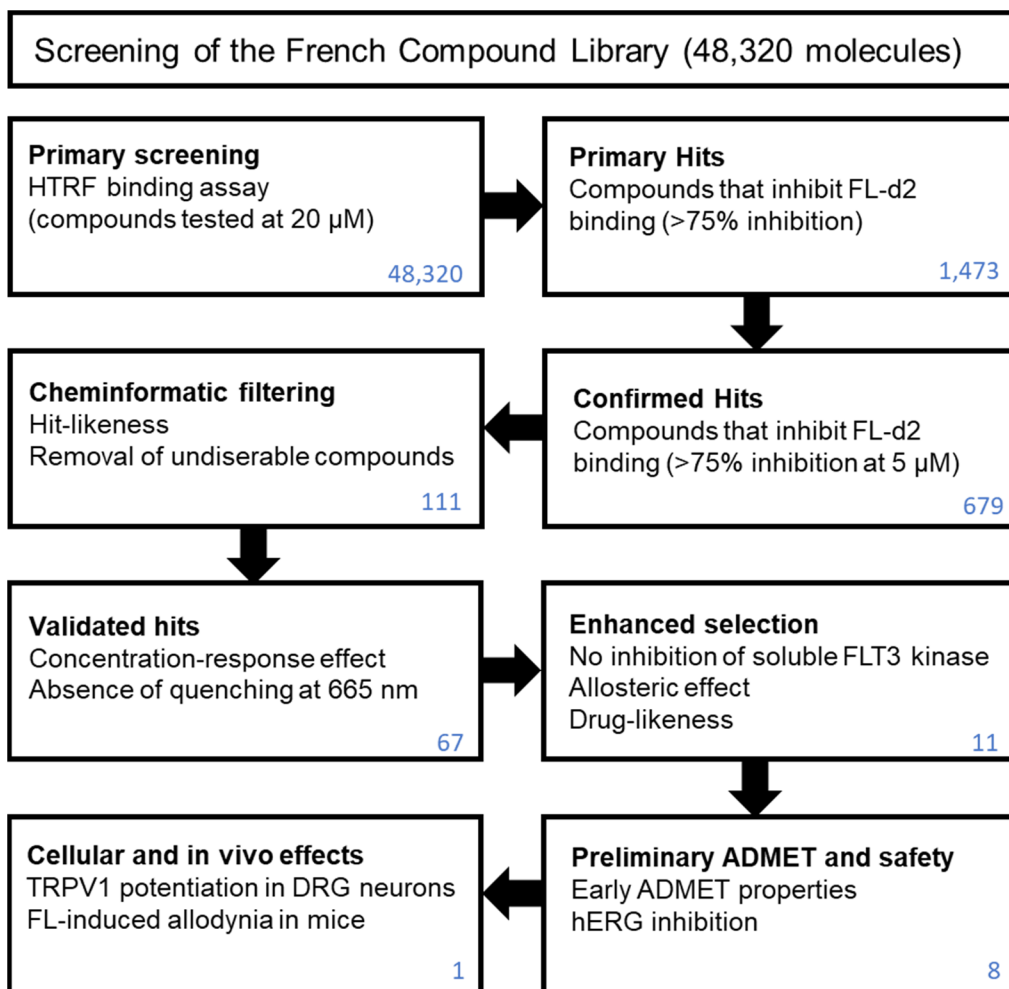 Screening of the French Compound Library (48,320 molecules)
Primary screening
HTRF binding assay
(compounds tested at 20 µM)
48,320
Primary Hits
Compounds that inhibit FL-d2
binding (>75% inhibition)
1,473
Confirmed Hits
Compounds that inhibit FL-d2
binding (>75% inhibition at 5 µM)
679
Cheminformatic filtering
Hit-likeness
Removal of undiserable compounds
111
Validated hits
Concentration-response effect
Absence of quenching at 665 nm
67
Enhanced selection
No inhibition of soluble FLT3 kinase
Allosteric effect
Drug-likeness
11
Preliminary ADMET and safety
Early ADMET properties
hERG inhibition
8
Cellular and in vivo effects
TRPV1 potentiation in DRG neurons
FL-induced allodynia in mice
1